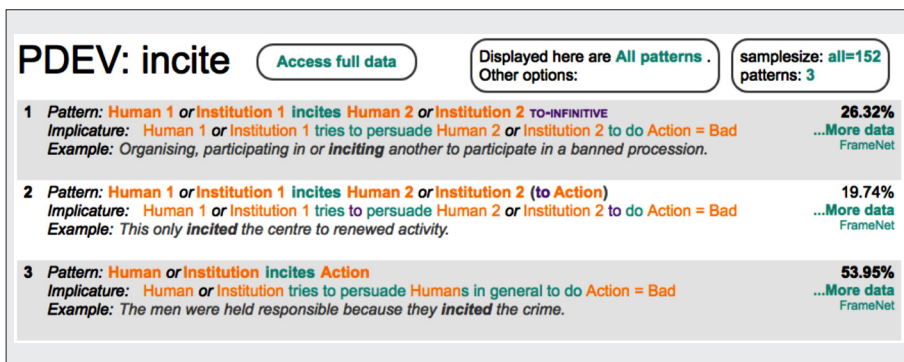 PDEV: incite
Access full data
Displayed here are All patterns .
Other options:
samplesize: all=152
patterns: 3
1 Pattern: Human 1 or Institution 1 incites Human 2 or Institution 2 TO-INFINITIVE 26.32%
Implicature: Human 1 or Institution 1 tries to persuade Human 2 or Institution 2 to do Action = Bad ...More data
Example: Organising, participating in or inciting another to participate in a banned procession. FrameNet
2 Pattern: Human 1 or Institution 1 incites Human 2 or Institution 2 (to Action) 19.74%
Implicature: Human 1 or Institution 1 tries to persuade Human 2 or Institution 2 to do Action = Bad ...More data
Example: This only incited the centre to renewed activity. FrameNet
3 Pattern: Human or Institution incites Action 53.95%
Implicature: Human or Institution tries to persuade Humans in general to do Action = Bad ...More data
Example: The men were held responsible because they incited the crime. FrameNet